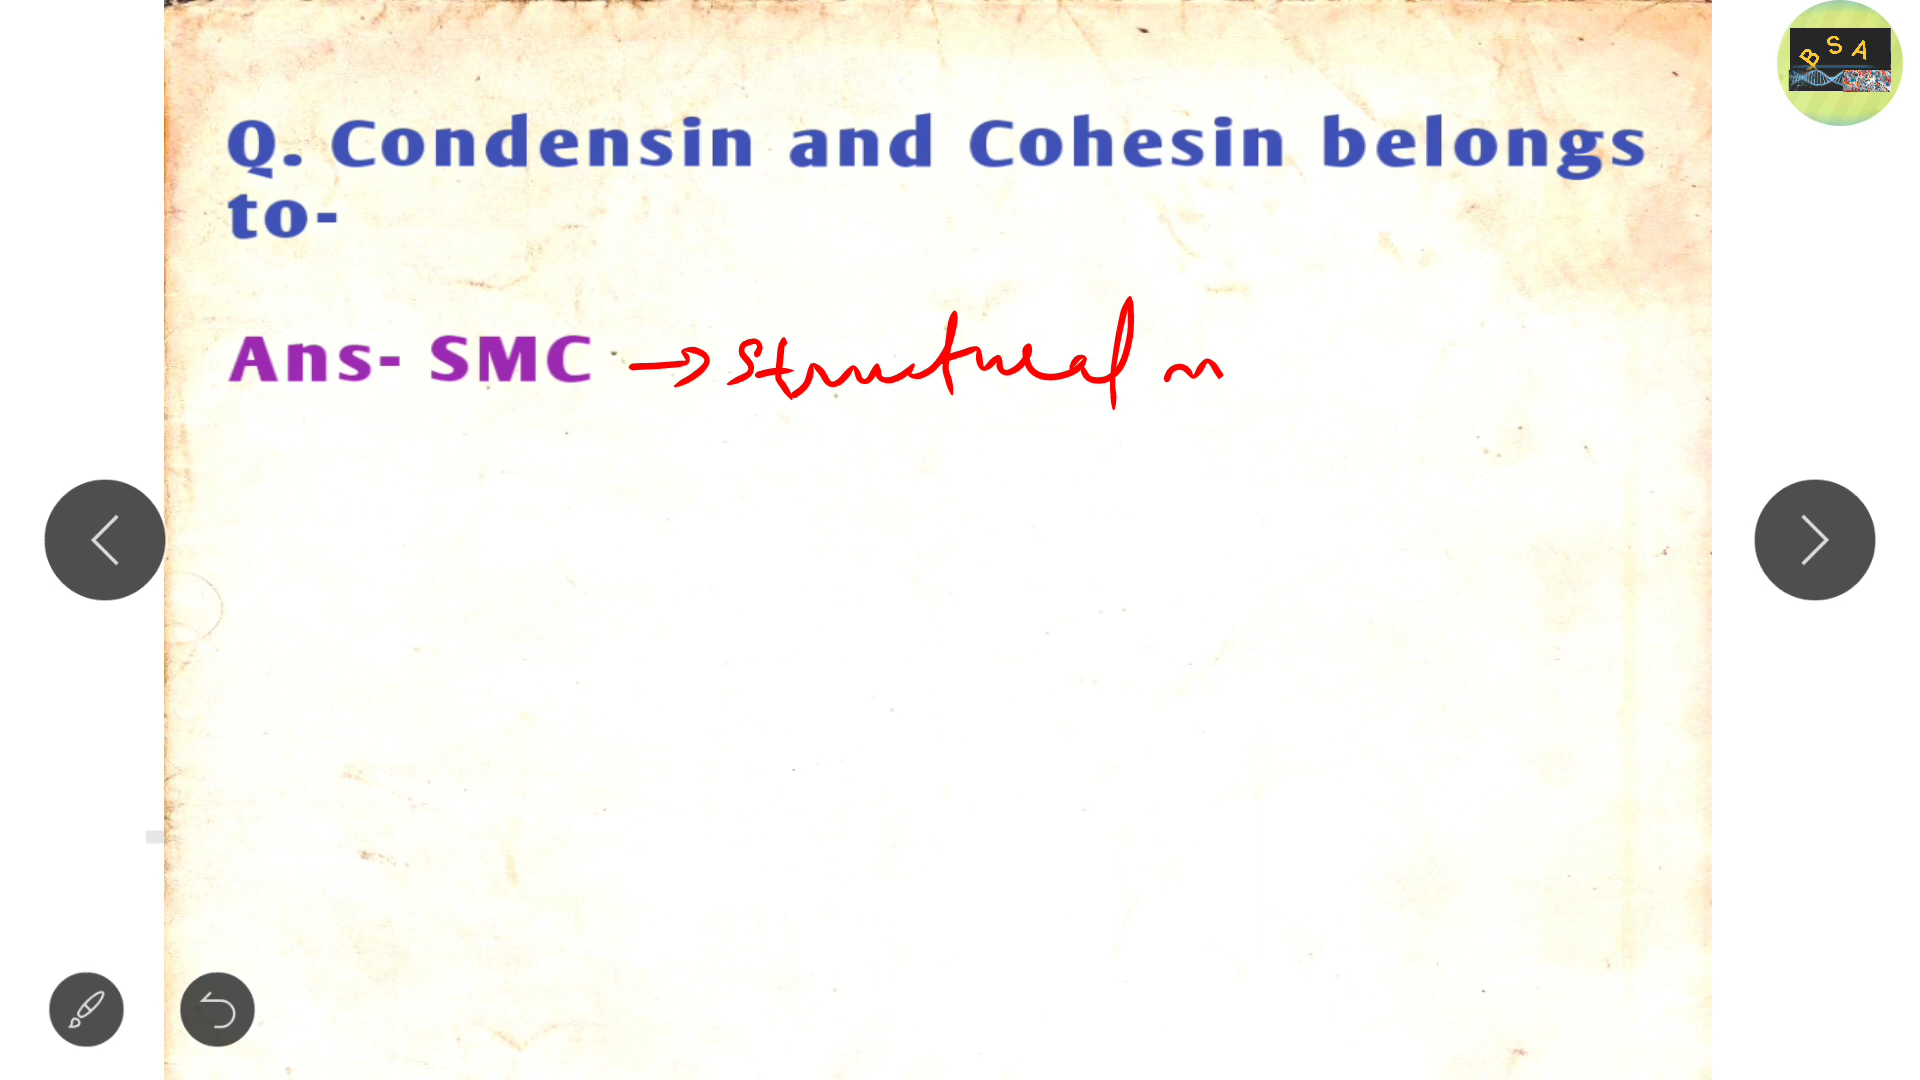 BSA
Q. Condensin and Cohesin belongs
to-
Ans- SMC → structural m